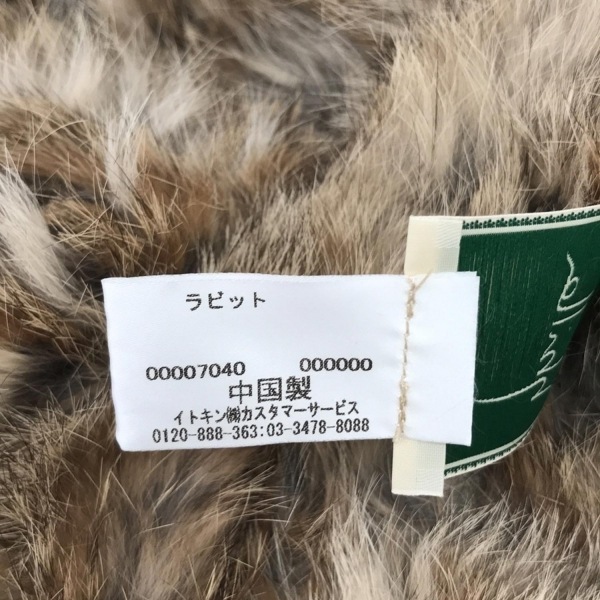 ラビット
00007040 000000
中国製
イトキン㈱カスタマーサービス
0120-888-363:03-3478-8088